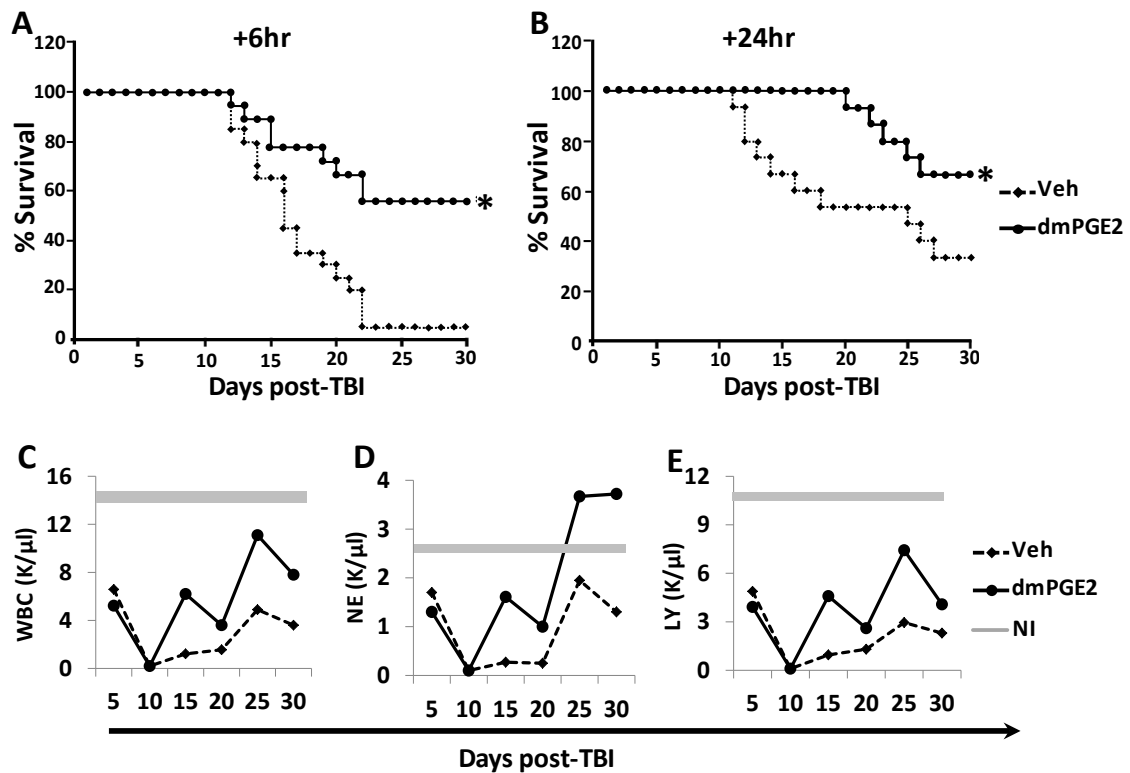 A
+6hr
120
100
80
60
40
20
0
% Survival
0 5 10 15 20 25 30
Days post-TBI
*
B
+24hr
120
100
80
60
40
20
0
% Survival
0 5 10 15 20 25 30
Days post-TBI
*
Veh
dmPGE2
C
16
12
8
4
0
WBC (K/µl)
5 10 15 20 25 30
D
4
3
2
1
0
NE (K/µl)
5 10 15 20 25 30
E
12
9
6
3
0
LY (K/µl)
5 10 15 20 25 30
Veh
dmPGE2
NI
Days post-TBI